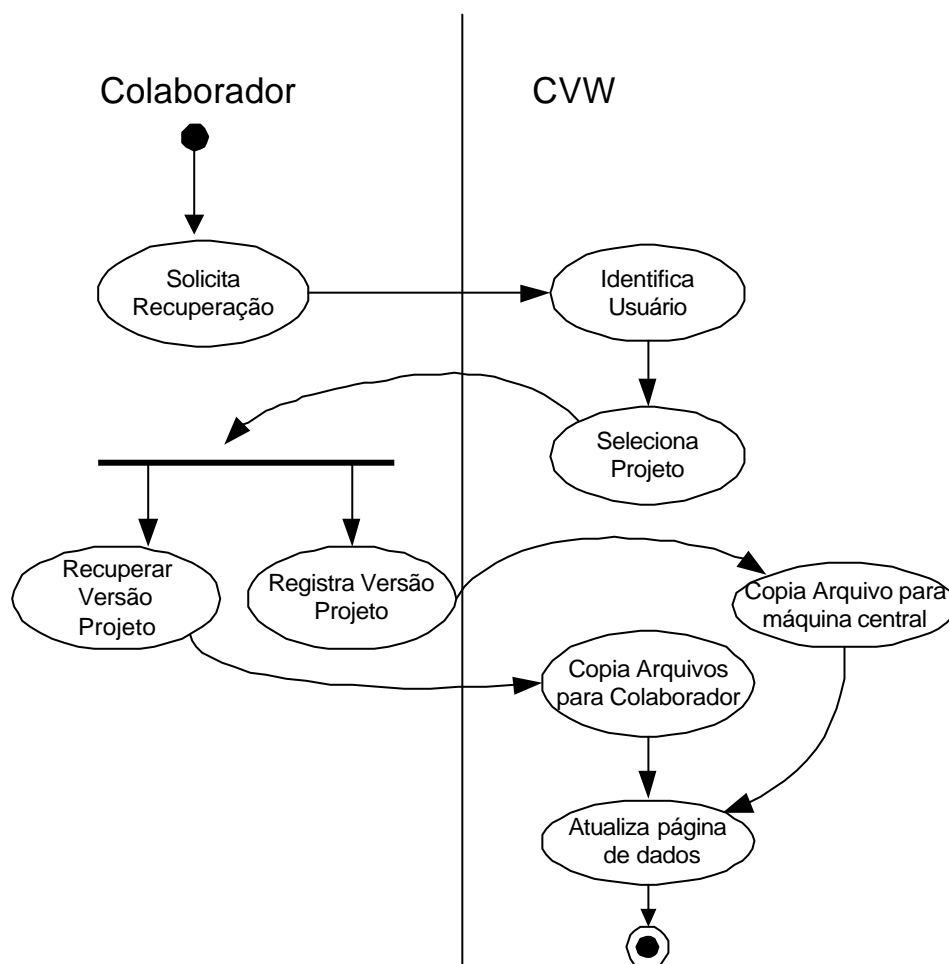 Colaborador
CVW
Solicita
Recuperação
Identifica
Usuário
Seleciona
Projeto
Recuperar
Versão
Projeto
Registra Versão
Projeto
Copia Arquivo para
máquina central
Copia Arquivos
para Colaborador
Atualiza página
de dados